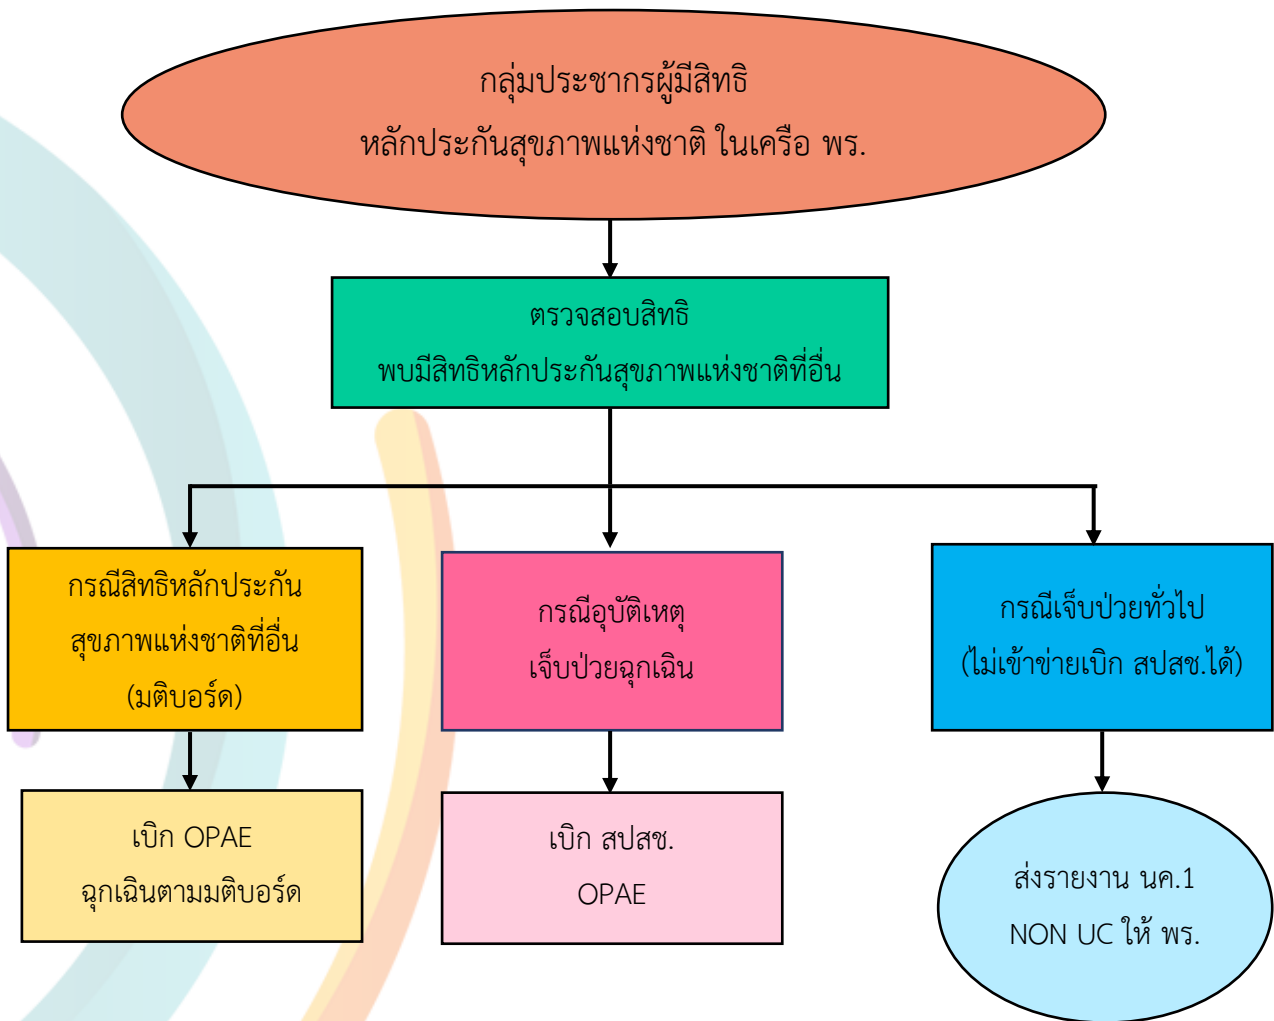 กลุ่มประชากรผู้มีสิทธิ
หลักประกันสุขภาพแห่งชาติ ในเครือ พร.
ตรวจสอบสิทธิ
พบมีสิทธิหลักประกันสุขภาพแห่งชาติที่อื่น
กรณีสิทธิหลักประกัน
สุขภาพแห่งชาติที่อื่น
(มติบอร์ด)
กรณีอุบัติเหตุ
เจ็บป่วยฉุกเฉิน
กรณีเจ็บป่วยทั่วไป
(ไม่เข้าข่ายเบิก สปสช.ได้)
เบิก OPAE
ฉุกเฉินตามมติบอร์ด
เบิก สปสช.
OPAE
ส่งรายงาน นค.1
NON UC ให้ พร.